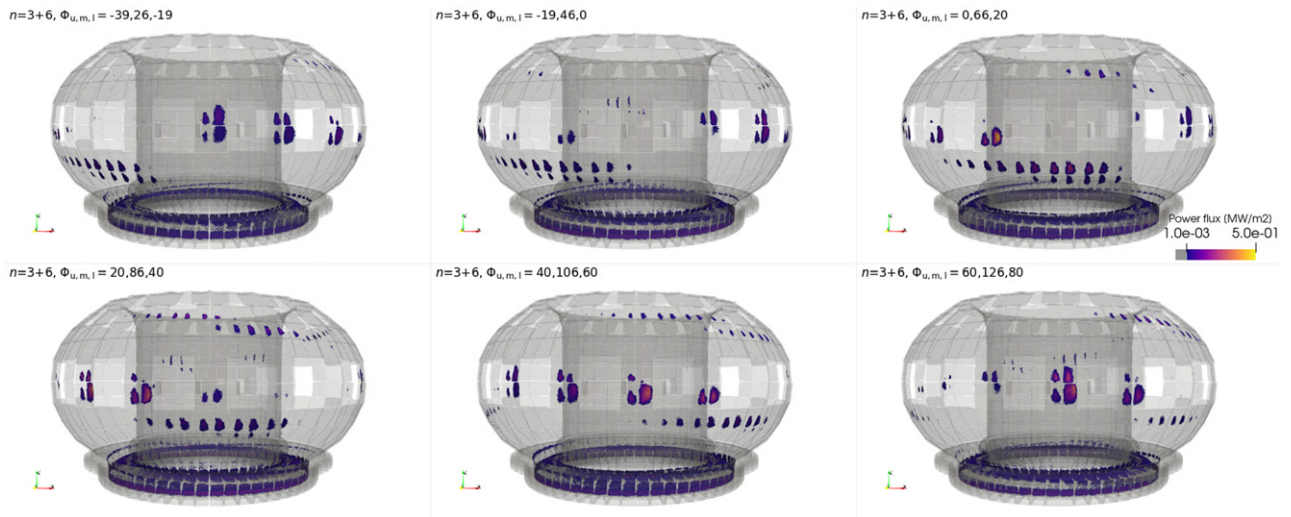 n=3+6, Φu,m,l = -39,26,-19
n=3+6, Φu,m,l = -19,46,0
n=3+6, Φu,m,l = 0,66,20
Power flux (MW/m2)
1.0e-03 5.0e-01
n=3+6, Φu,m,l = 20,86,40
n=3+6, Φu,m,l = 40,106,60
n=3+6, Φu,m,l = 60,126,80